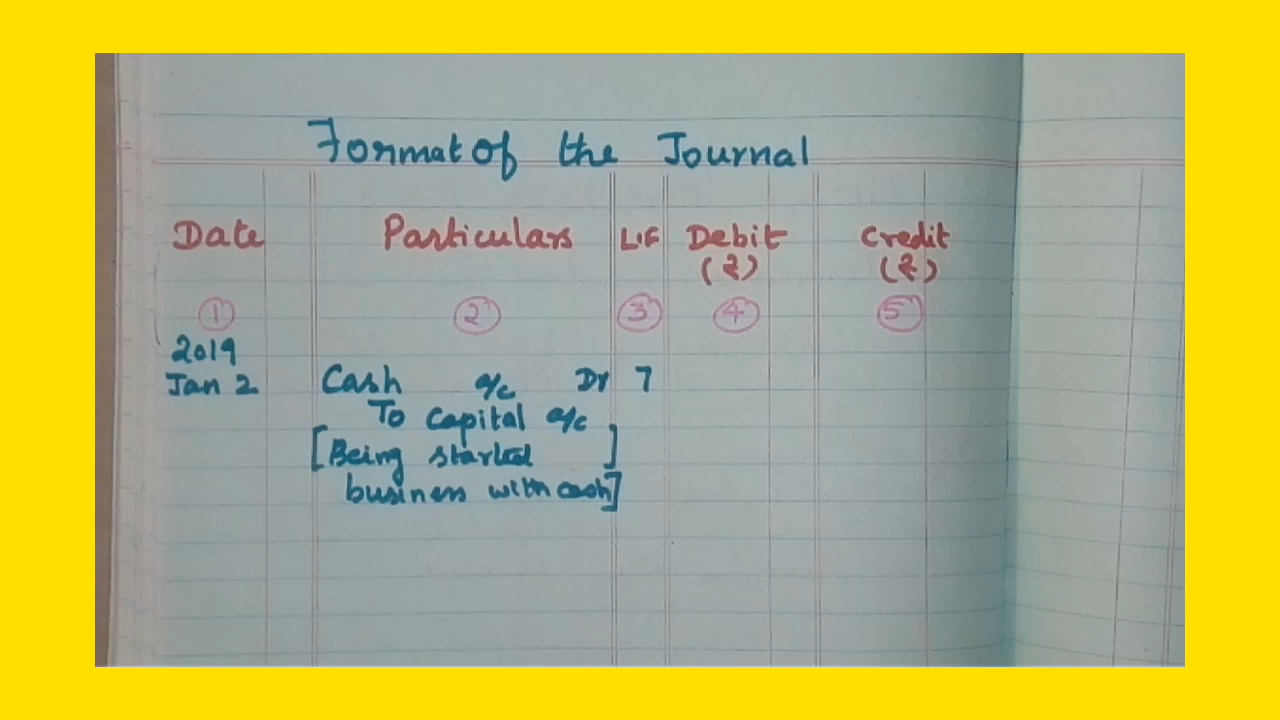 Format of the Journal
Date Particulars L.F Debit (₹) Credit (₹)
① ② ③ ④ ⑤
2019
Jan 2 Cash a/c Dr 7
To Capital a/c
[Being started ]
business with cash]